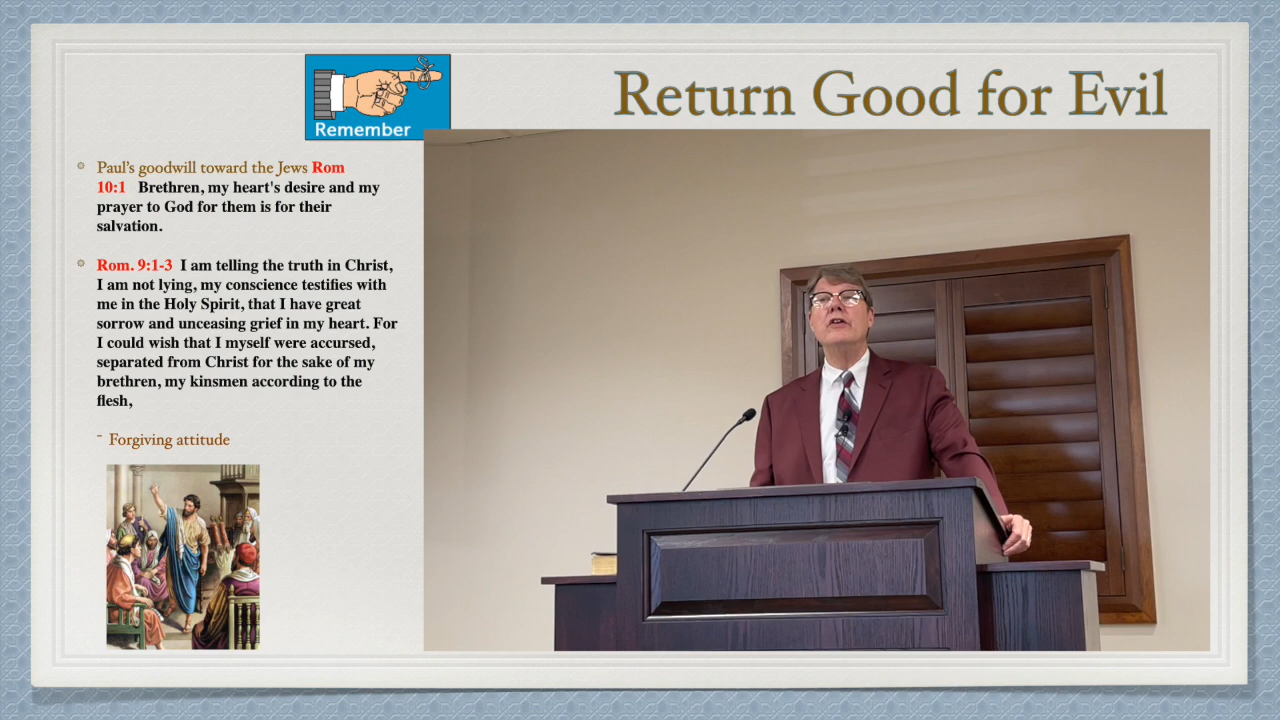 Remember
Return Good for Evil
Paul's goodwill toward the Jews Rom
10:1 Brethren, my heart's desire and my
prayer to God for them is for their
salvation.
Rom. 9:1-3 I am telling the truth in Christ,
I am not lying, my conscience testifies with
me in the Holy Spirit, that I have great
sorrow and unceasing grief in my heart. For
I could wish that I myself were accursed,
separated from Christ for the sake of my
brethren, my kinsmen according to the
flesh,
- Forgiving attitude